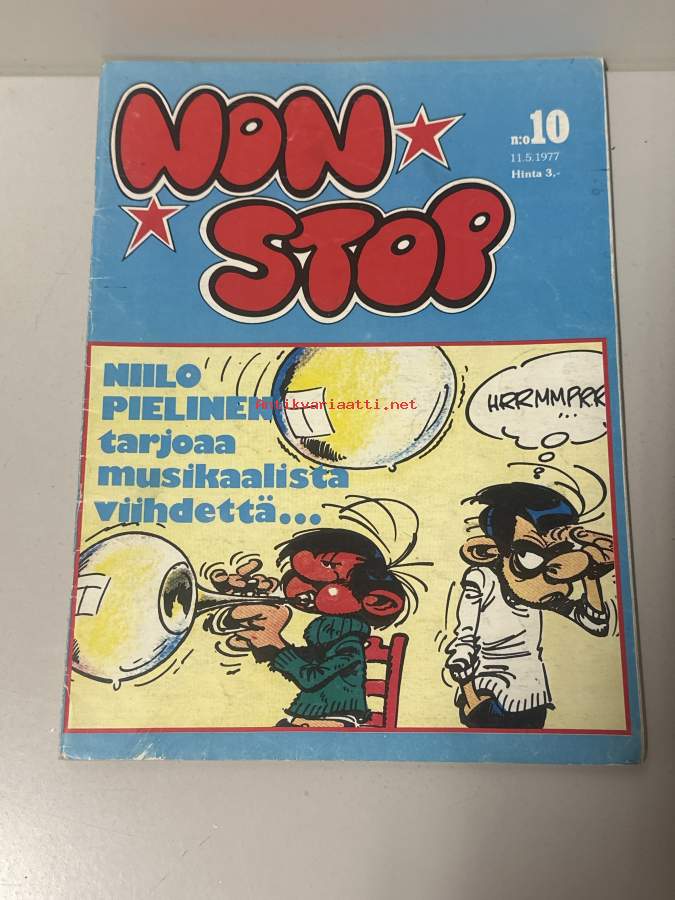 NON
STOP
n:o 10
11.5.1977
Hinta 3,-
NIILO
PIELINEN
tarjoaa
musikaalista
viihdettä...
HRRMMPRR
...
Antikvariaatti.net